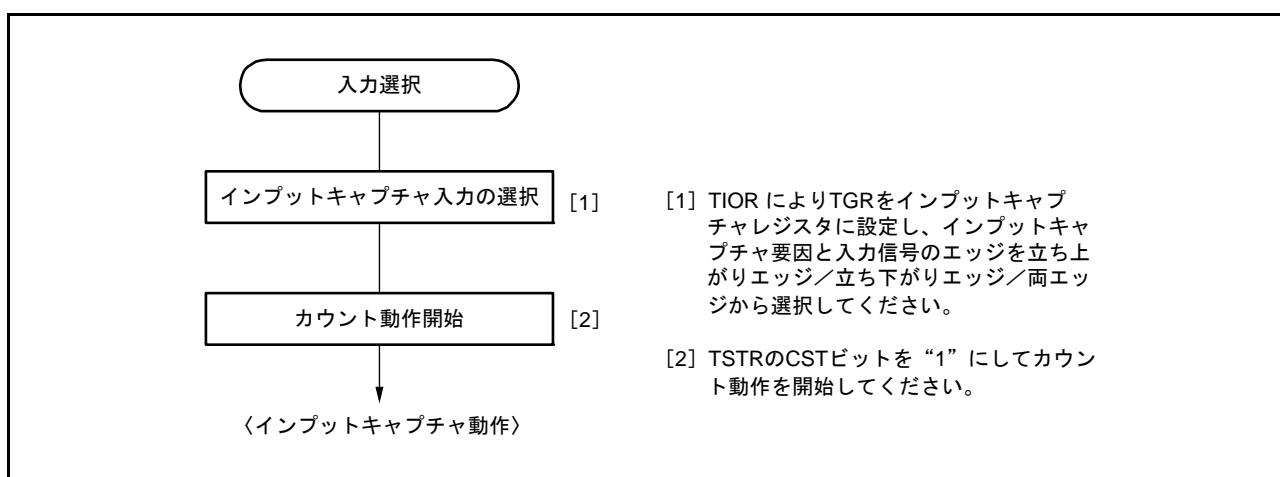 入力選択
インプットキャプチャ入力の選択
[1]
カウント動作開始
[2]
〈インプットキャプチャ動作〉
[1] TIOR によりTGRをインプットキャプ
チャレジスタに設定し、インプットキャ
プチャ要因と入力信号のエッジを立ち上
がりエッジ／立ち下がりエッジ／両エッ
ジから選択してください。
[2] TSTRのCSTビットを“1”にしてカウン
ト動作を開始してください。